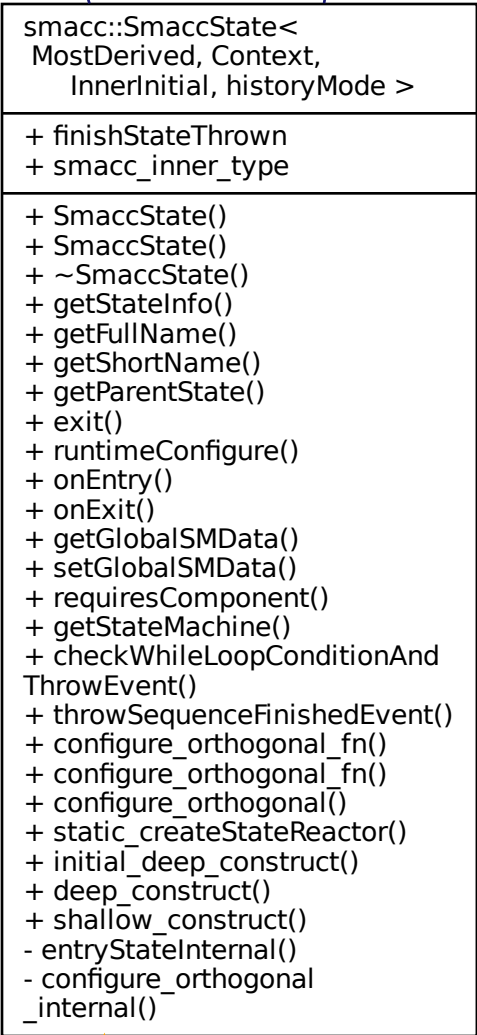 smacc::SmaccState<
MostDerived, Context,
InnerInitial, historyMode >
+ finishStateThrown
+ smacc_inner_type
+ SmaccState()
+ SmaccState()
+ ~SmaccState()
+ getStateInfo()
+ getFullName()
+ getShortName()
+ getParentState()
+ exit()
+ runtimeConfigure()
+ onEntry()
+ onExit()
+ getGlobalSMData()
+ setGlobalSMData()
+ requiresComponent()
+ getStateMachine()
+ checkWhileLoopConditionAnd
ThrowEvent()
+ throwSequenceFinishedEvent()
+ configure_orthogonal_fn()
+ configure_orthogonal_fn()
+ configure_orthogonal()
+ static_createStateReactor()
+ initial_deep_construct()
+ deep_construct()
+ shallow_construct()
- entryStateInternal()
- configure_orthogonal
_internal()